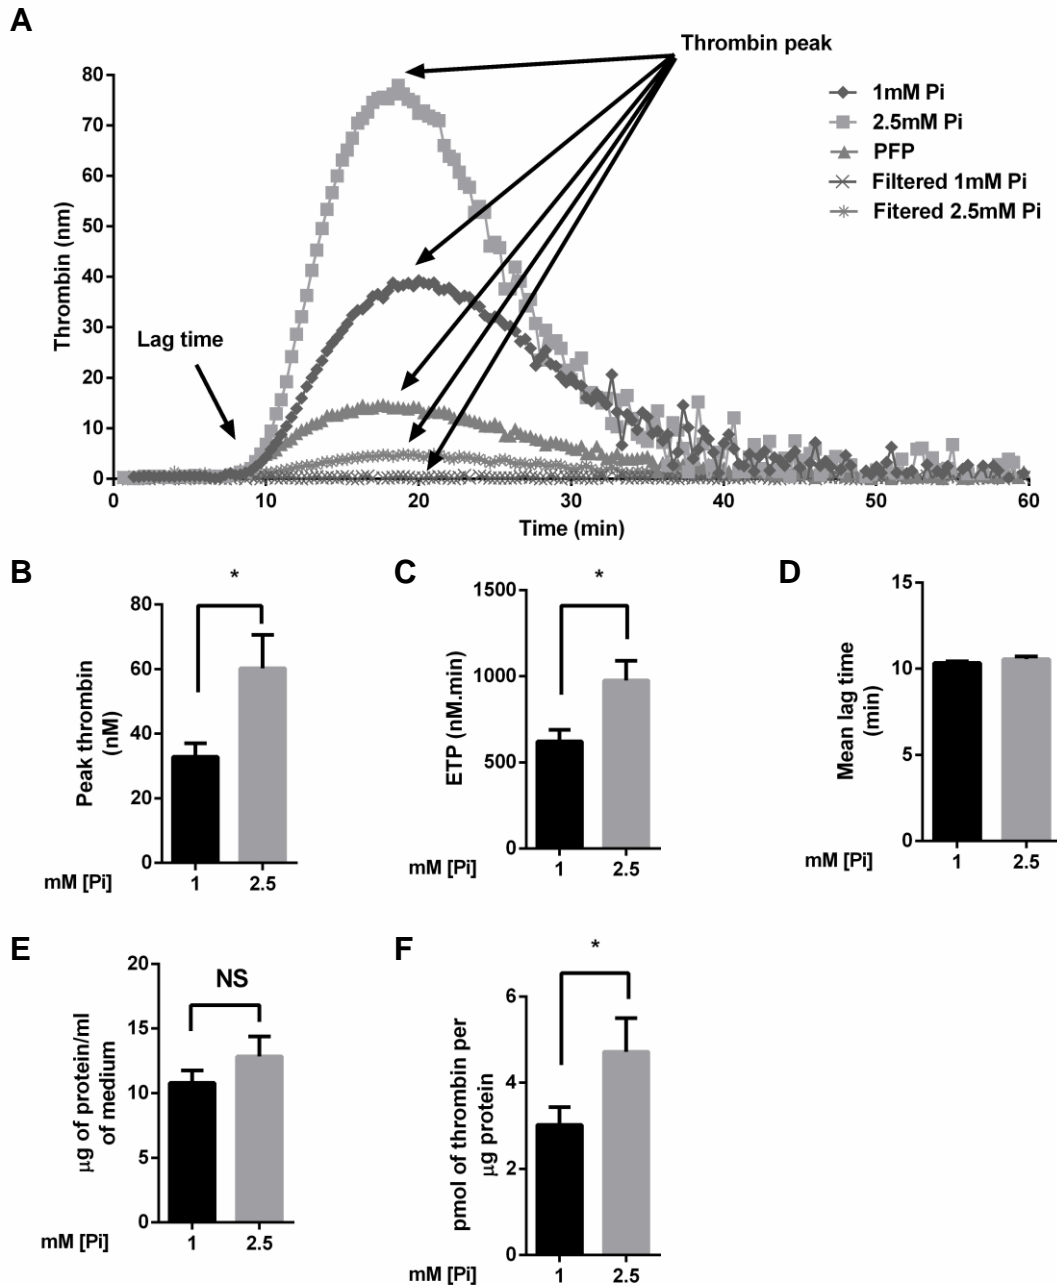 A
Thrombin peak
80
70
60
50
40
30
20
10
0
Thrombin (nm)
Lag time
1mM Pi
2.5mM Pi
PFP
Filtered 1mM Pi
Fitered 2.5mM Pi
0 10 20 30 40 50 60
Time (min)
B
*
80
60
40
20
0
Peak thrombin
(nM)
mM [Pi] 1 2.5
C
*
1500
1000
500
0
ETP (nM.min)
mM [Pi] 1 2.5
D
15
10
5
0
Mean lag time
(min)
mM [Pi] 1 2.5
E
NS
20
15
10
5
0
μg of protein/ml
of medium
mM [Pi] 1 2.5
F
*
6
4
2
0
pmol of thrombin per
μg protein
mM [Pi] 1 2.5